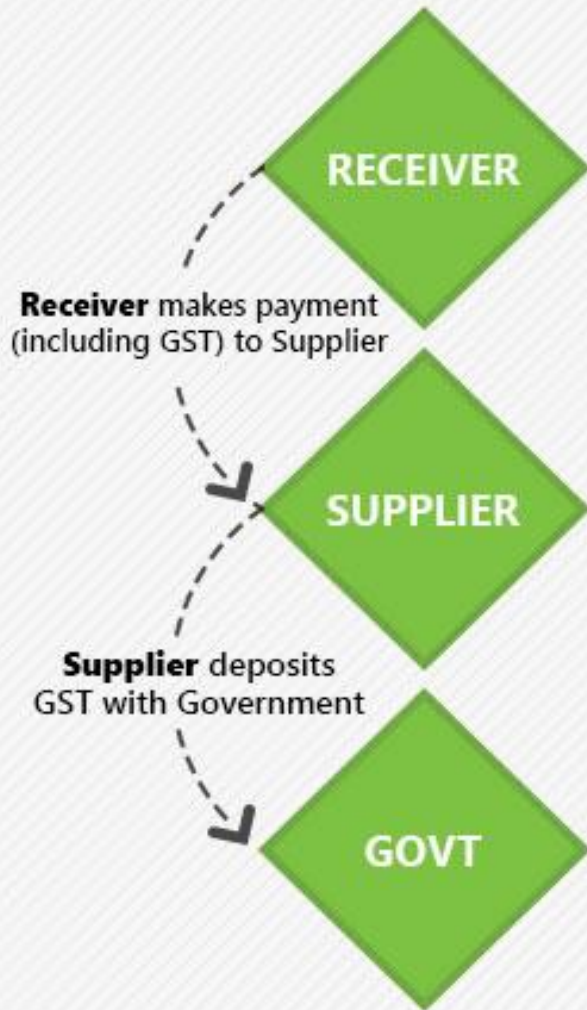 RECEIVER
Receiver makes payment
(including GST) to Supplier
SUPPLIER
Supplier deposits
GST with Government
GOVT